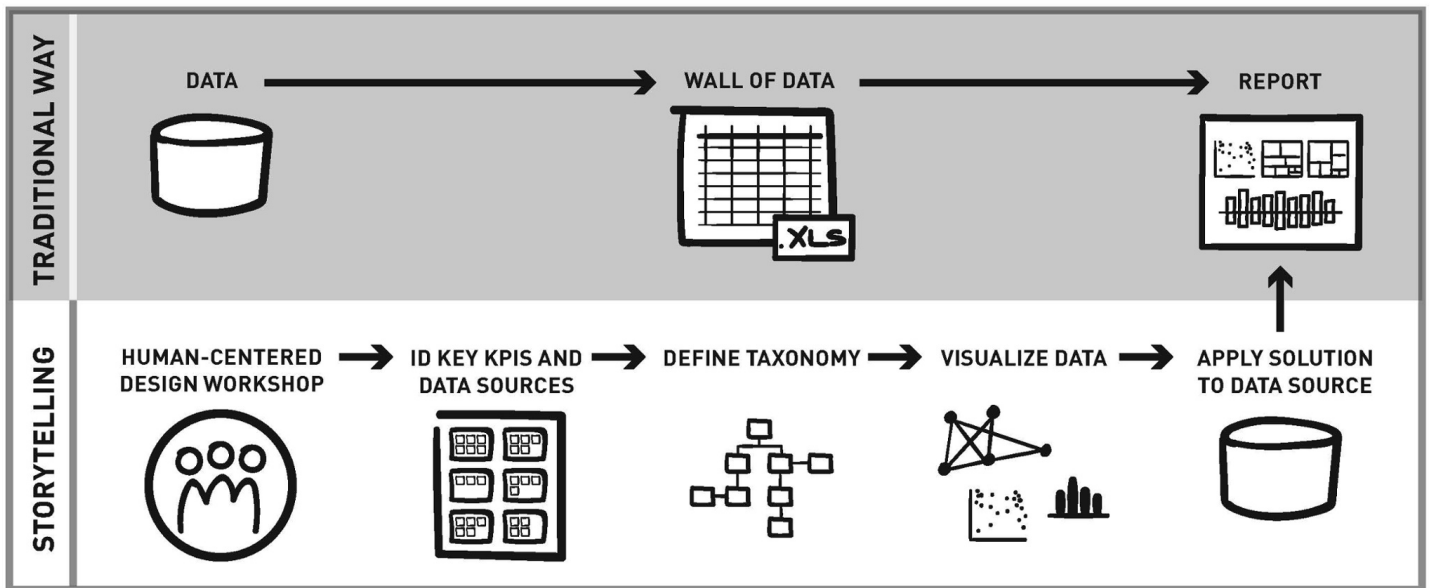 TRADITIONAL WAY
DATA
WALL OF DATA
REPORT
.XLS
STORYTELLING
HUMAN-CENTERED
DESIGN WORKSHOP
ID KEY KPIS AND
DATA SOURCES
DEFINE TAXONOMY
VISUALIZE DATA
APPLY SOLUTION
TO DATA SOURCE